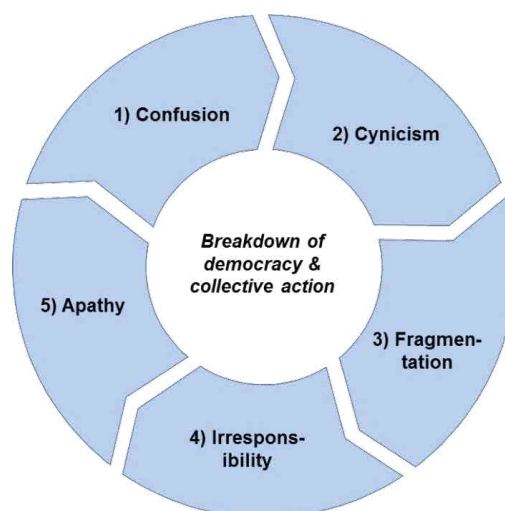 1) Confusion
2) Cynicism
Breakdown of
democracy &
collective action
5) Apathy
3) Fragmen-
tation
4) Irrespons-
ibility